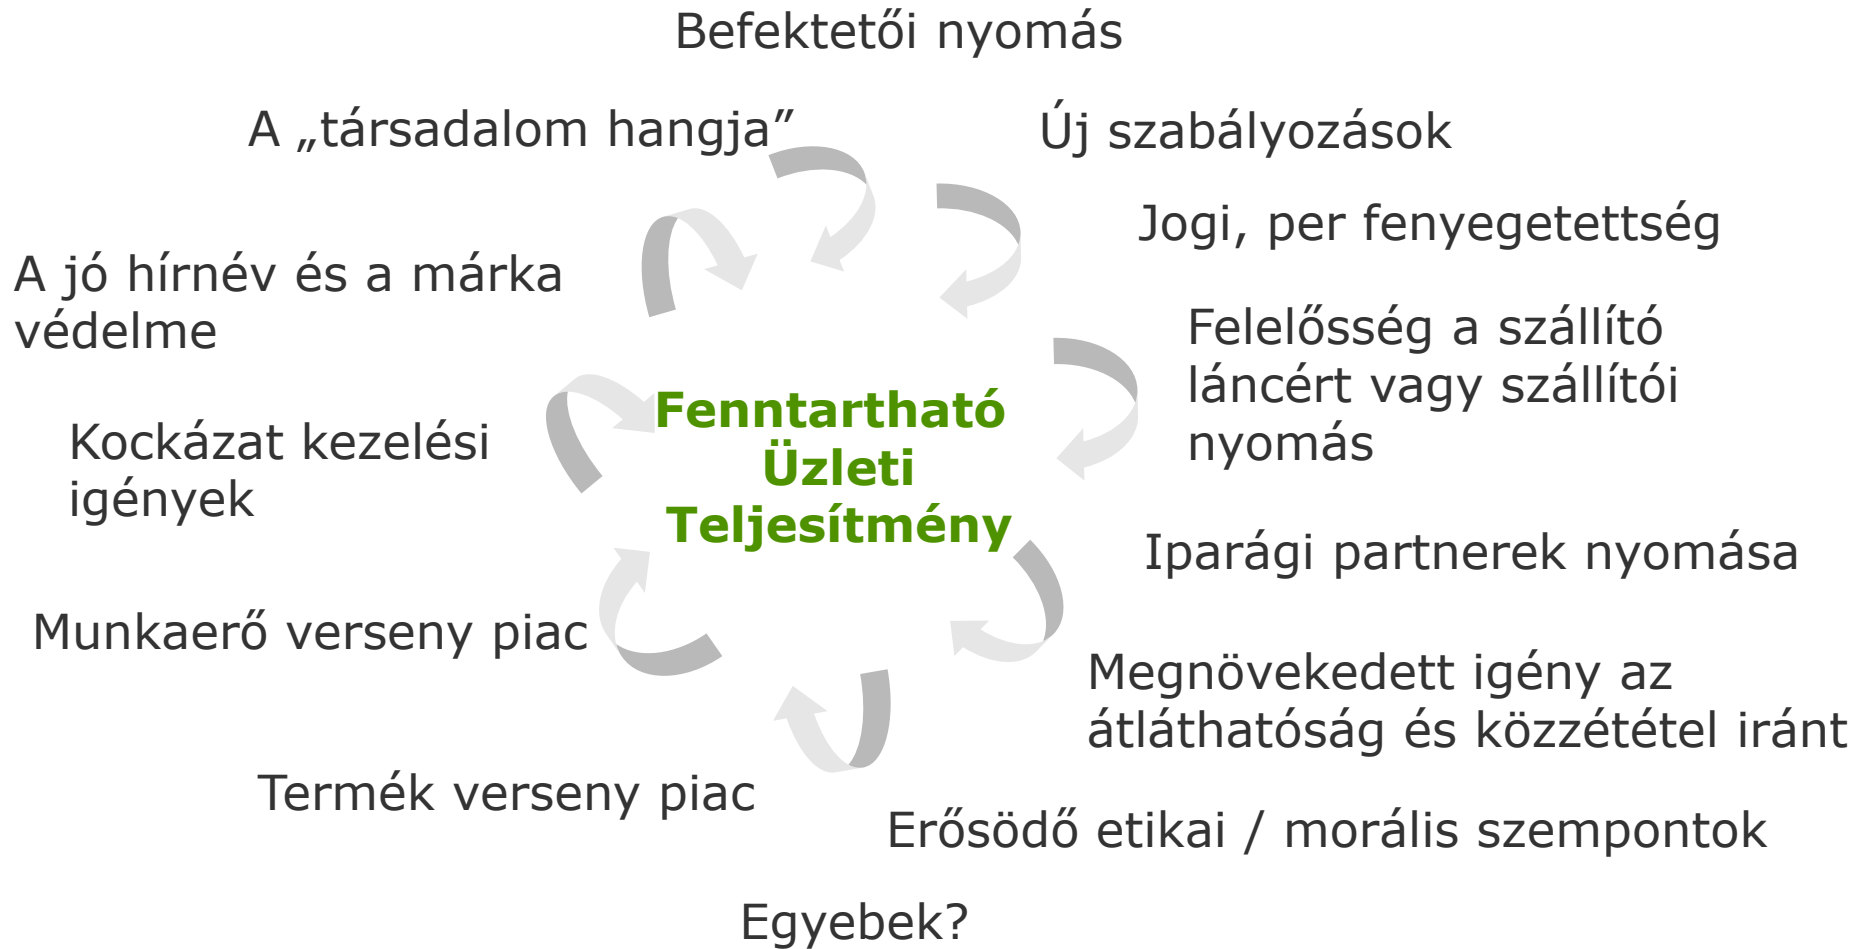 Befektetői nyomás
A „társadalom hangja”
Új szabályozások
Jogi, per fenyegetettség
A jó hírnév és a márka
védelme
Felelősség a szállító
láncért vagy szállítói
nyomás
Fenntartható
Üzleti
Teljesítmény
Kockázat kezelési
igények
Iparági partnerek nyomása
Munkaerő verseny piac
Megnövekedett igény az
átláthatóság és közzététel iránt
Termék verseny piac
Erősödő etikai / morális szempontok
Egyebek?